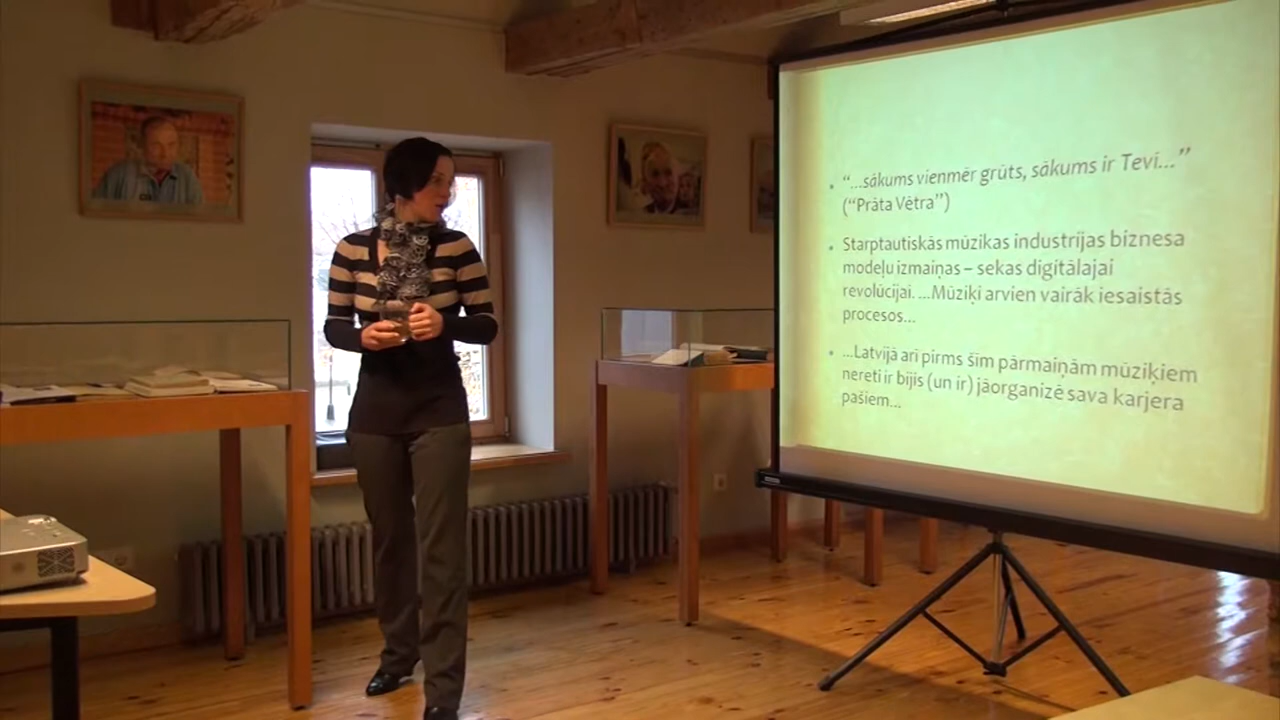 “...sākums vienmēr grūts, sākums ir Tevī...”
(“Prāta Vētra”)
Starptautiskās mūzikas industrijas biznesa
modeļu izmaiņas – sekas digitālajai
revolūcijai. ...Mūziķi arvien vairāk iesaistās
procesos...
...Latvijā arī pirms šīm pārmaiņām mūziķiem
nereti ir bijis (un ir) jāorganizē sava karjera
pašiem...